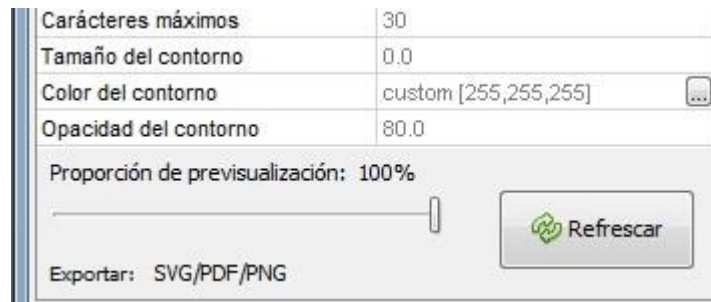 Carácteres máximos 30
Tamaño del contorno 0.0
Color del contorno custom [255,255,255] ...
Opacidad del contorno 80.0
Proporción de previsualización: 100%
Refrescar
Exportar: SVG/PDF/PNG